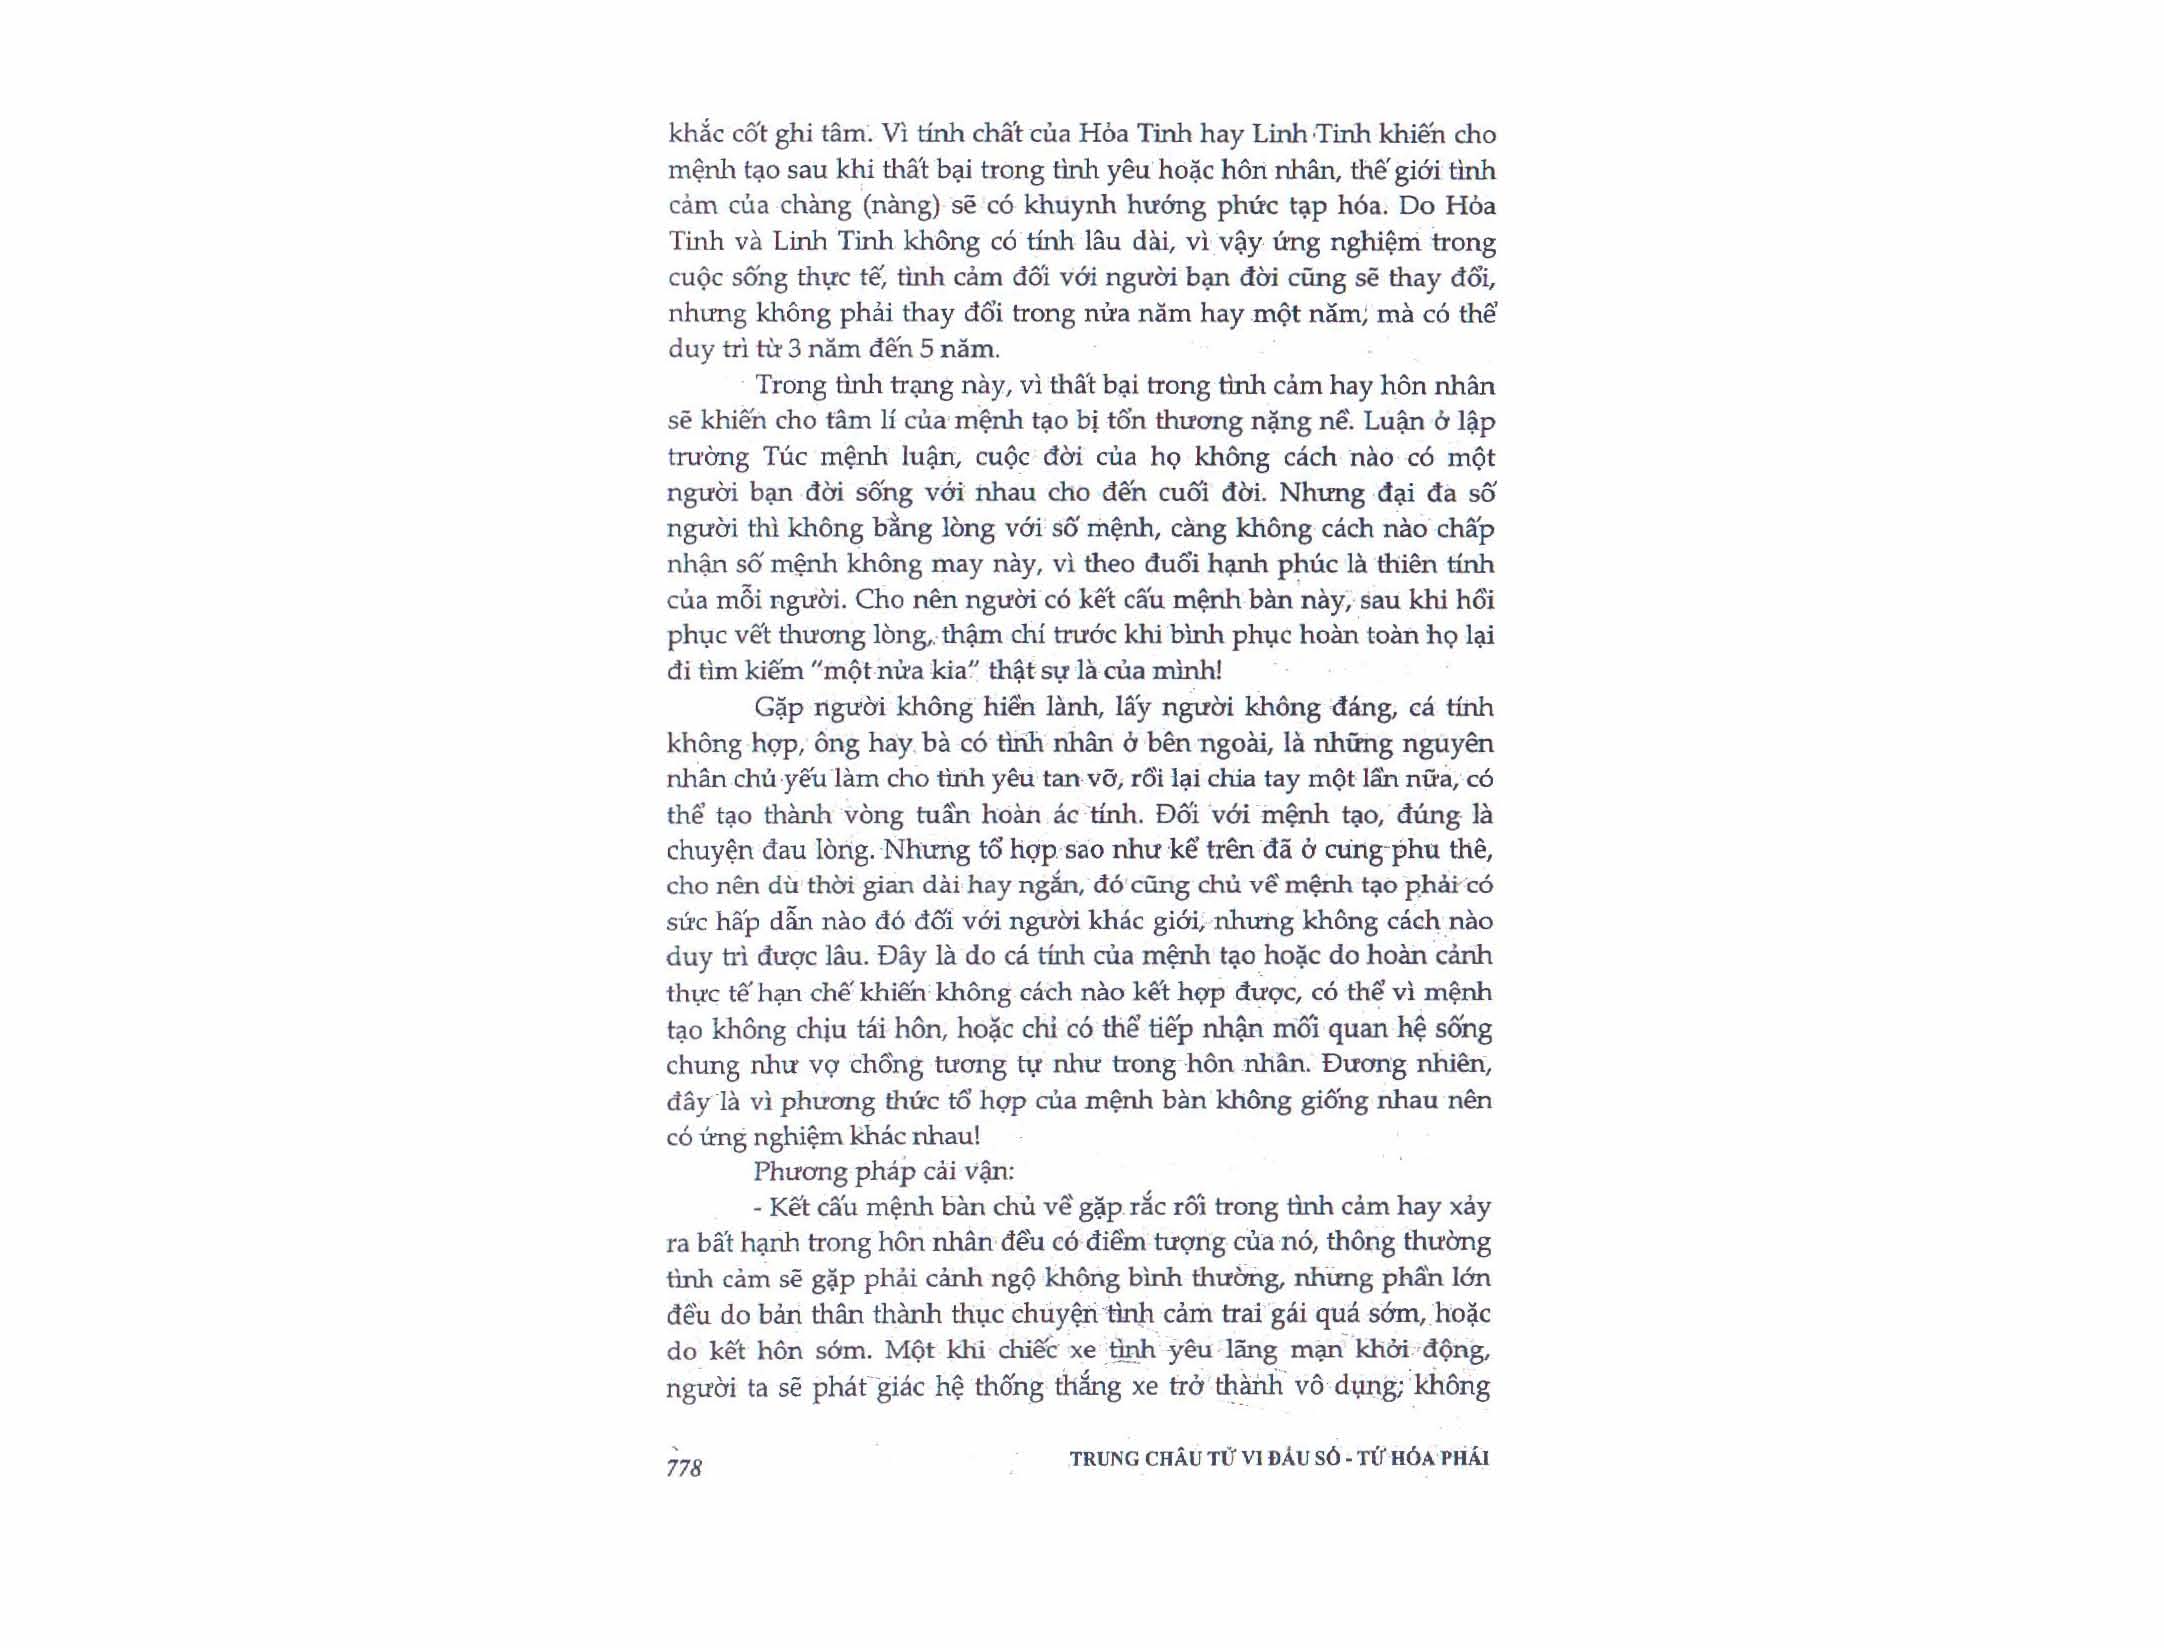 khắc cốt ghi tâm. Vì tính chất của Hỏa Tinh hay Linh Tinh khiến cho
mệnh tạo sau khi thất bại trong tình yêu hoặc hôn nhân, thế giới tình
cảm của chàng (nàng) sẽ có khuynh hướng phức tạp hóa. Do Hỏa
Tinh và Linh Tinh không có tính lâu dài, vì vậy ứng nghiệm trong
cuộc sống thực tế, tình cảm đối với người bạn đời cũng sẽ thay đổi,
nhưng không phải thay đổi trong nửa năm hay một năm, mà có thể
duy trì từ 3 năm đến 5 năm.
Trong tình trạng này, vì thất bại trong tình cảm hay hôn nhân
sẽ khiến cho tâm lí của mệnh tạo bị tổn thương nặng nề. Luận ở lập
trường Túc mệnh luận, cuộc đời của họ không cách nào có một
người bạn đời sống với nhau cho đến cuối đời. Nhưng đại đa số
người thì không bằng lòng với số mệnh, càng không cách nào chấp
nhận số mệnh không may này, vì theo đuổi hạnh phúc là thiên tính
của mỗi người. Cho nên người có kết cấu mệnh bàn này, sau khi hồi
phục vết thương lòng, thậm chí trước khi bình phục hoàn toàn họ lại
đi tìm kiếm "một nửa kia" thật sự là của mình!
Gặp người không hiền lành, lấy người không đáng, cá tính
không hợp, ông hay bà có tình nhân ở bên ngoài, là những nguyên
nhân chủ yếu làm cho tình yêu tan vỡ, rồi lại chia tay một lần nữa, có
thể tạo thành vòng tuần hoàn ác tính. Đối với mệnh tạo, đúng là
chuyện đau lòng. Nhưng tổ hợp sao như kể trên đã ở cung phu thê,
cho nên dù thời gian dài hay ngắn, đó cũng chủ về mệnh tạo phải có
sức hấp dẫn nào đó đối với người khác giới, nhưng không cách nào
duy trì được lâu. Đây là do cá tính của mệnh tạo hoặc do hoàn cảnh
thực tế hạn chế khiến không cách nào kết hợp được, có thể vì mệnh
tạo không chịu tái hôn, hoặc chỉ có thể tiếp nhận mối quan hệ sống
chung như vợ chồng tương tự như trong hôn nhân. Đương nhiên,
đây là vì phương thức tổ hợp của mệnh bàn không giống nhau nên
có ứng nghiệm khác nhau!
Phương pháp cải vận:
- Kết cấu mệnh bàn chủ về gặp rắc rối trong tình cảm hay xảy
ra bất hạnh trong hôn nhân đều có điềm tượng của nó, thông thường
tình cảm sẽ gặp phải cảnh ngộ không bình thường, nhưng phần lớn
đều do bản thân thành thục chuyện tình cảm trai gái quá sớm, hoặc
do kết hôn sớm. Một khi chiếc xe tình yêu lãng mạn khởi động,
người ta sẽ phát giác hệ thống thắng xe trở thành vô dụng; không
778
TRUNG CHÂU TỬ VI ĐẨU SỐ - TỨ HÓA PHÁI